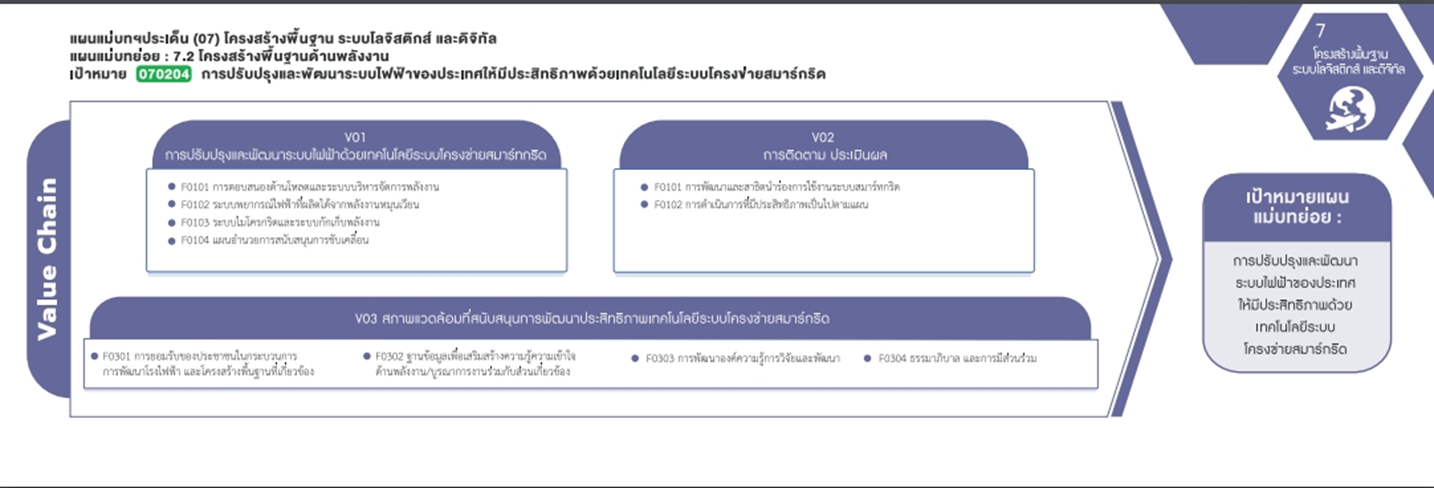 แผนแม่บทฯประเด็น (07) โครงสร้างพื้นฐาน ระบบโลจิสติกส์ และดิจิทัล
แผนแม่บทย่อย : 7.2 โครงสร้างพื้นฐานด้านพลังงาน
เป้าหมาย 070204 การปรับปรุงและพัฒนาระบบไฟฟ้าของประเทศให้มีประสิทธิภาพด้วยเทคโนโลยีระบบโครงข่ายสมาร์กริด
7
โครงสร้างพื้นฐาน
ระบบโลจิสติกส์ และดิจิทัล
Value Chain
V01
การปรับปรุงและพัฒนาระบบไฟฟ้าด้วยเทคโนโลยีระบบโครงข่ายสมาร์ทกริด
F0101 การตอบสนองด้านโหลดและระบบบริหารจัดการพลังงาน
F0102 ระบบพยากรณ์ไฟฟ้าที่ผลิตได้จากพลังงานหมุนเวียน
F0103 ระบบไมโครกริดและระบบกักเก็บพลังงาน
F0104 แผนอำนวยการสนับสนุนการขับเคลื่อน
V02
การติดตาม ประเมินผล
F0101 การพัฒนาและสาธิตนำร่องการใช้งานระบบสมาร์ทกริด
F0102 การดำเนินการที่มีประสิทธิภาพเป็นไปตามแผน
V03 สภาพแวดล้อมที่สนับสนุนการพัฒนาประสิทธิภาพเทคโนโลยีระบบโครงข่ายสมาร์กริด
F0301 การยอมรับของประชาชนในกระบวนการ
การพัฒนาโรงไฟฟ้า และโครงสร้างพื้นฐานที่เกี่ยวข้อง
F0302 ฐานข้อมูลเพื่อเสริมสร้างความรู้ความเข้าใจ
ด้านพลังงาน/บูรณาการงานร่วมกับส่วนเกี่ยวข้อง
F0303 การพัฒนาองค์ความรู้การวิจัยและพัฒนา
F0304 ธรรมาภิบาล และการมีส่วนร่วม
เป้าหมายแผน
แม่บทย่อย :
การปรับปรุงและพัฒนา
ระบบไฟฟ้าของประเทศ
ให้มีประสิทธิภาพด้วย
เทคโนโลยีระบบ
โครงข่ายสมาร์กริด